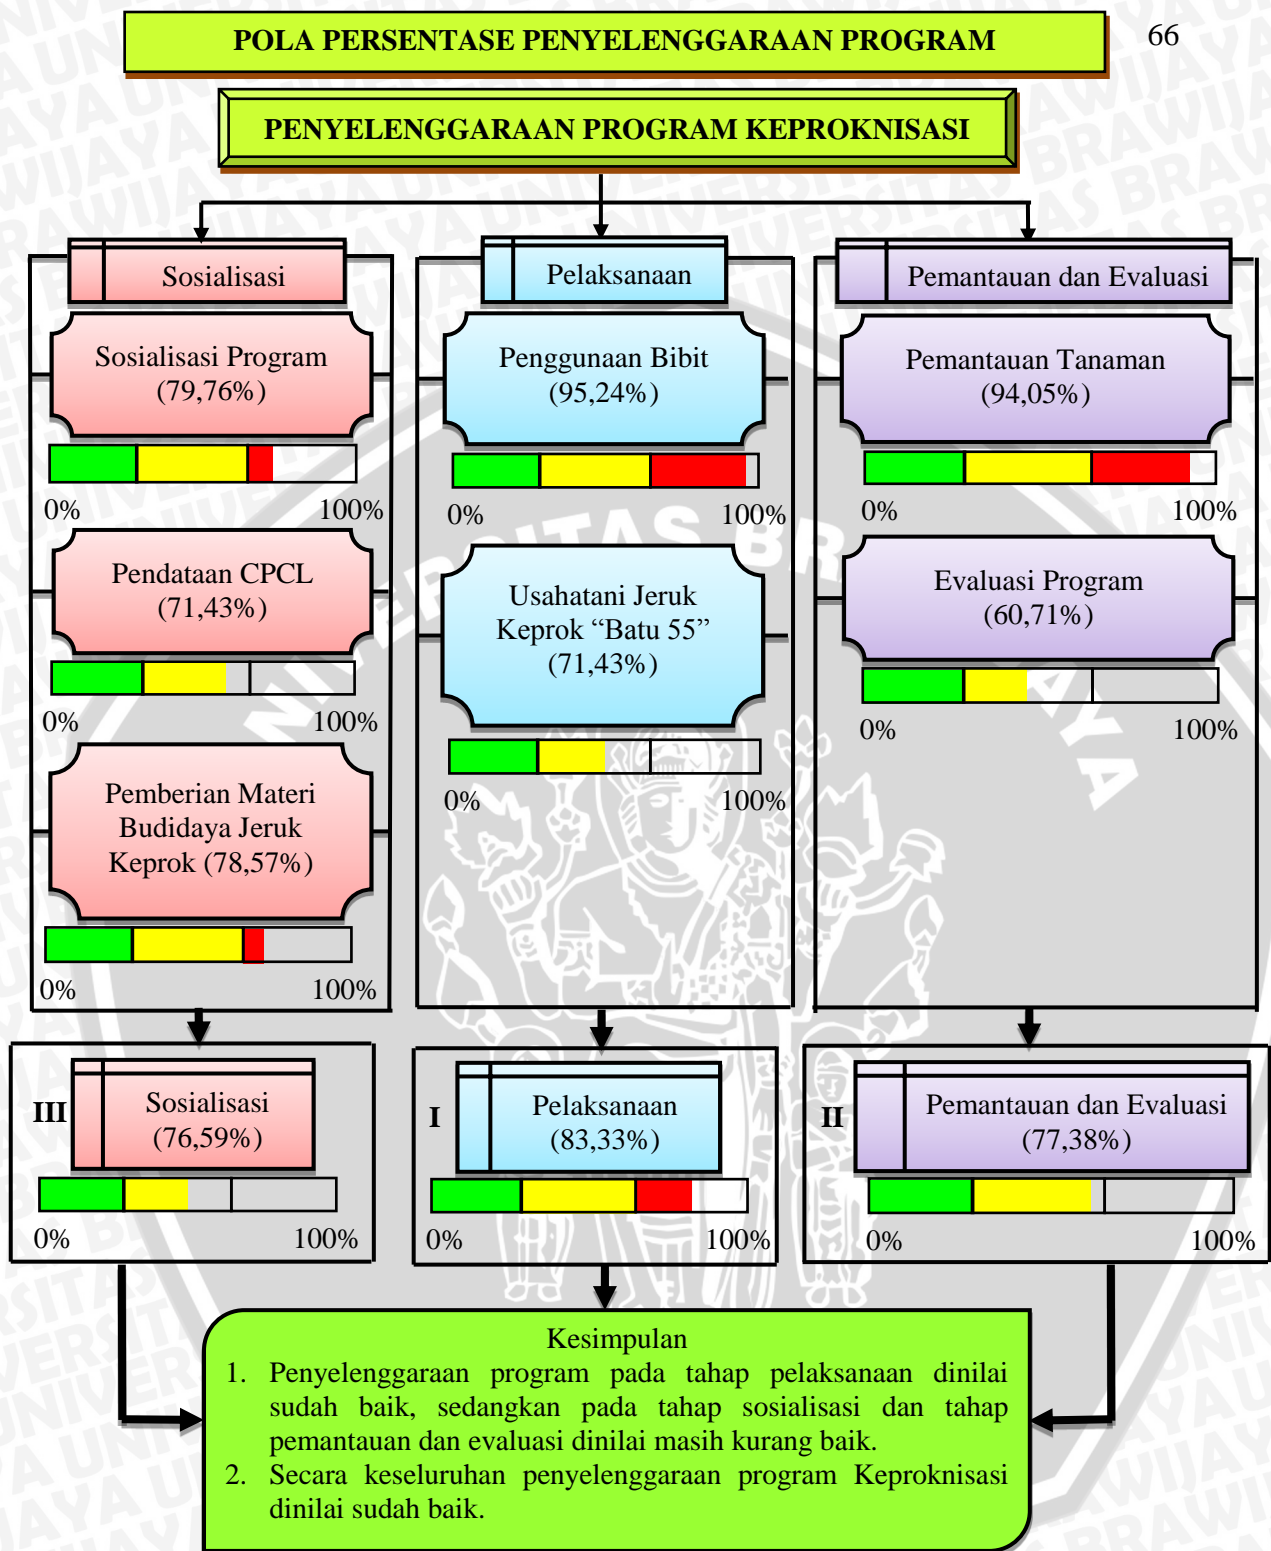 POLA PERSENTASE PENYELENGGARAAN PROGRAM
66
PENYELENGGARAAN PROGRAM KEPROKNISASI
Sosialisasi
Sosialisasi Program
(79,76%)
0% 100%
Pendataan CPCL
(71,43%)
0% 100%
Pemberian Materi
Budidaya Jeruk
Keprok (78,57%)
0% 100%
Pelaksanaan
Penggunaan Bibit
(95,24%)
0% 100%
Usahatani Jeruk
Keprok “Batu 55”
(71,43%)
0% 100%
Pemantauan dan Evaluasi
Pemantauan Tanaman
(94,05%)
0% 100%
Evaluasi Program
(60,71%)
0% 100%
III
Sosialisasi
(76,59%)
0% 100%
I
Pelaksanaan
(83,33%)
0% 100%
II
Pemantauan dan Evaluasi
(77,38%)
0% 100%
Kesimpulan
1. Penyelenggaraan program pada tahap pelaksanaan dinilai
sudah baik, sedangkan pada tahap sosialisasi dan tahap
pemantauan dan evaluasi dinilai masih kurang baik.
2. Secara keseluruhan penyelenggaraan program Keproknisasi
dinilai sudah baik.